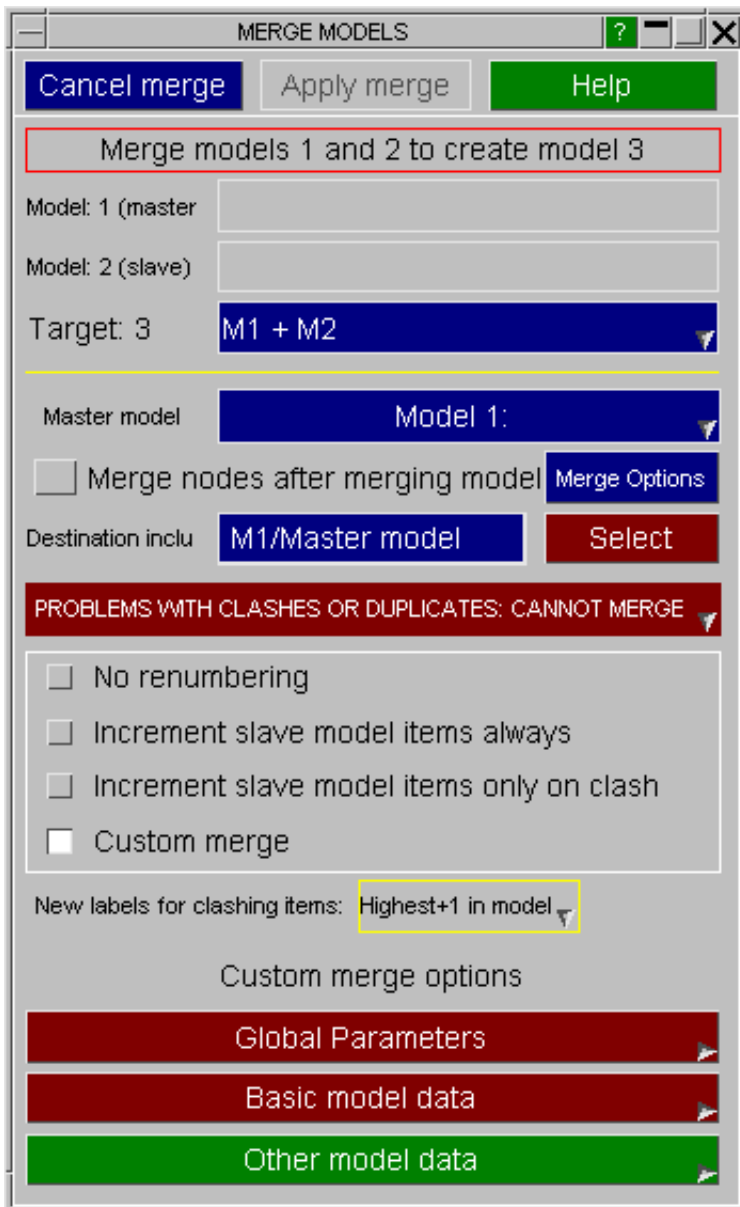 MERGE MODELS ?
Cancel merge Apply merge Help
Merge models 1 and 2 to create model 3
Model: 1 (master
Model: 2 (slave)
Target: 3 M1 + M2
Master model Model 1:
Merge nodes after merging model Merge Options
Destination inclu M1/Master model Select
PROBLEMS WITH CLASHES OR DUPLICATES: CANNOT MERGE
No renumbering
Increment slave model items always
Increment slave model items only on clash
Custom merge
New labels for clashing items: Highest+1 in model
Custom merge options
Global Parameters
Basic model data
Other model data